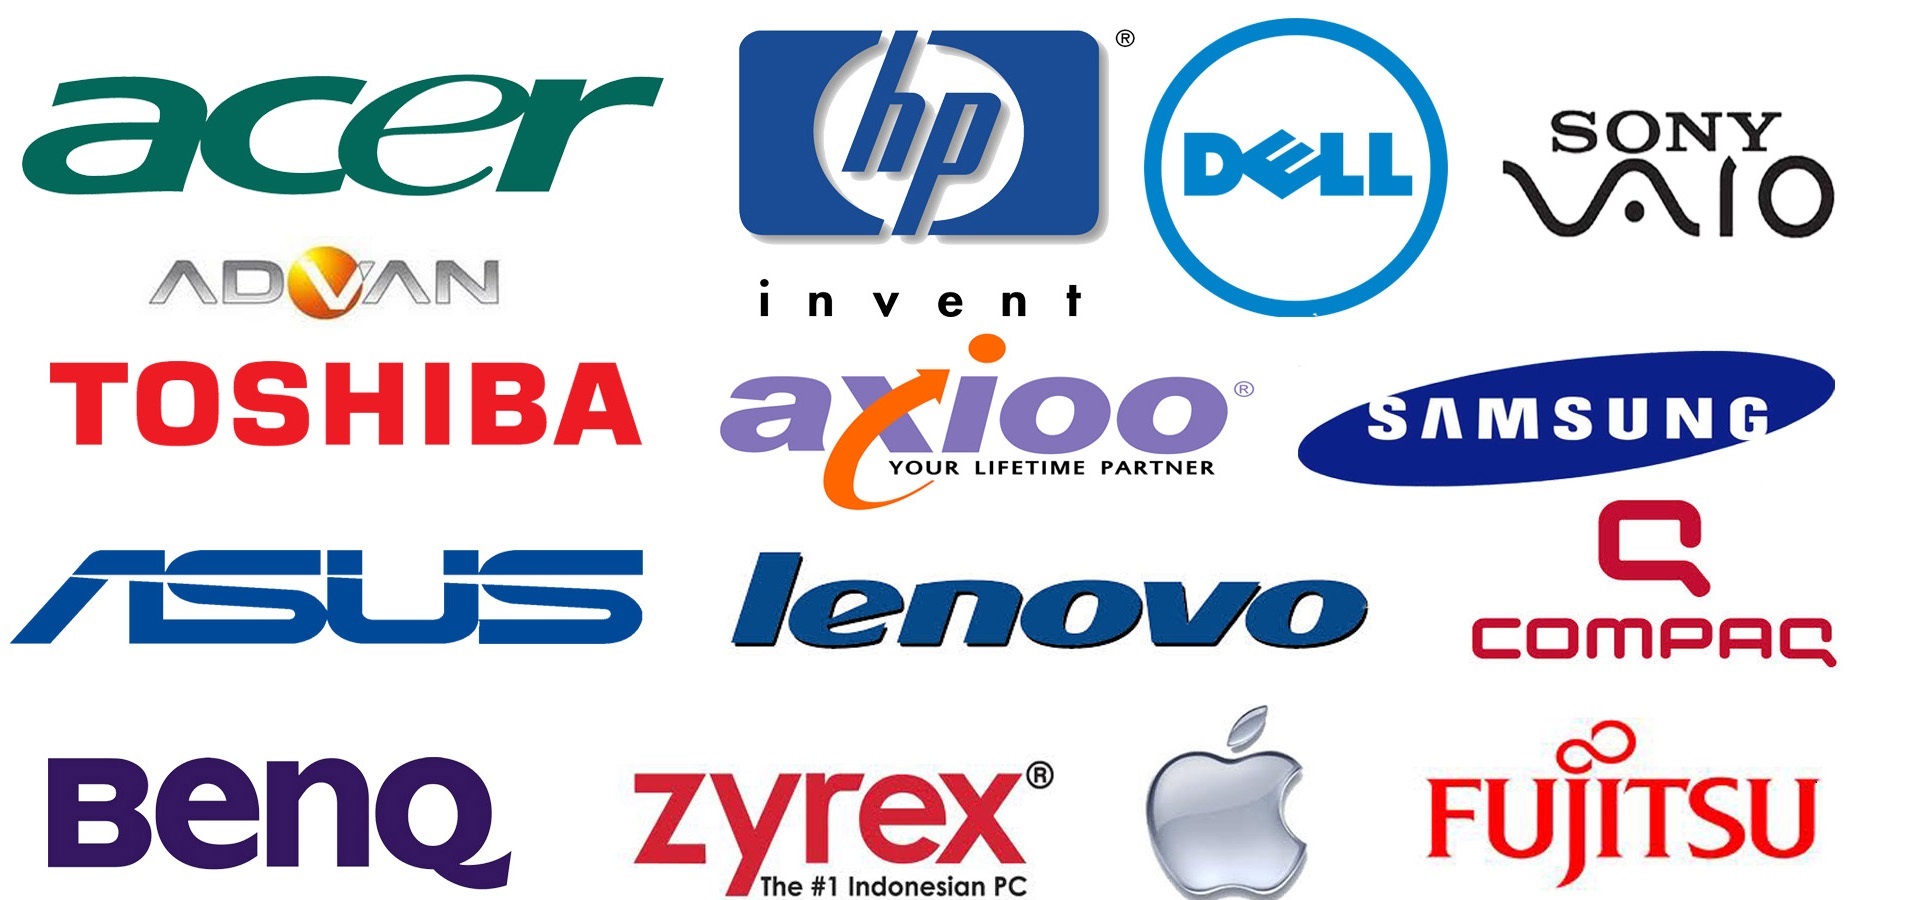 acer
hp ®
invent
DELL
SONY
VAIO
ADVAN
TOSHIBA
axioo ®
YOUR LIFETIME PARTNER
SAMSUNG
ASUS
lenovo
Q
COMPAQ
BenQ
zyrex ®
The #1 Indonesian PC
FUJITSU